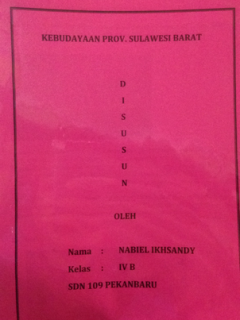 KEBUDAYAAN PROV. SULAWESI BARAT
D
I
S
U
S
U
N
OLEH
Nama : NABIEL IKHSANDY
Kelas : IV B
SDN 109 PEKANBARU